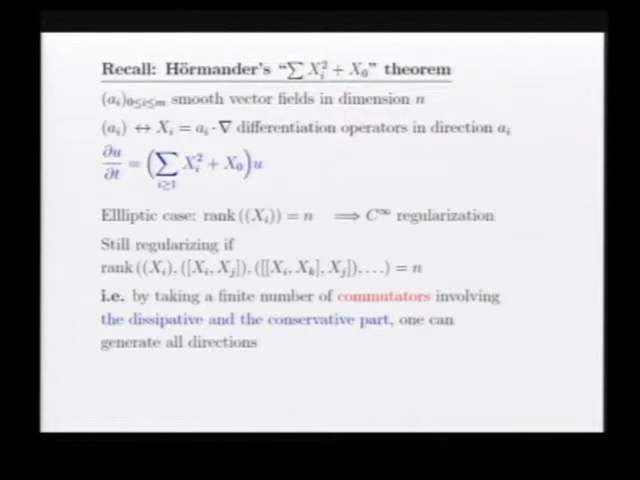 Recall: Hörmander's "∑ X_i^2 + X_0" theorem
(a_i)_{0≤i≤m} smooth vector fields in dimension n
(a_i) ↔ X_i = a_i · ∇ differentiation operators in direction a_i
∂u/∂t = (∑_{i≥1} X_i^2 + X_0) u
Ellliptic case: rank ((X_i)) = n ⟹ C^∞ regularization
Still regularizing if
rank ((X_i), ([X_i, X_j]), ([[X_i, X_k], X_j]), . . .) = n
i.e. by taking a finite number of commutators involving
the dissipative and the conservative part, one can
generate all directions